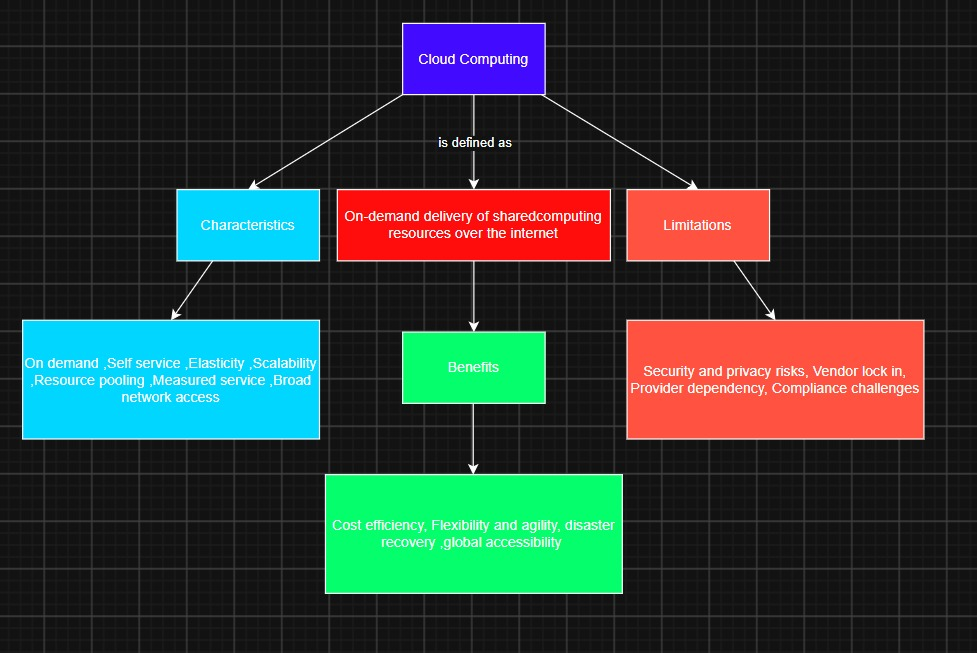 Cloud Computing
is defined as
Characteristics
On-demand delivery of sharedcomputing
resources over the internet
Limitations
On demand ,Self service ,Elasticity ,Scalability
,Resource pooling ,Measured service ,Broad
network access
Benefits
Security and privacy risks, Vendor lock in,
Provider dependency, Compliance challenges
Cost efficiency, Flexibility and agility, disaster
recovery ,global accessibility